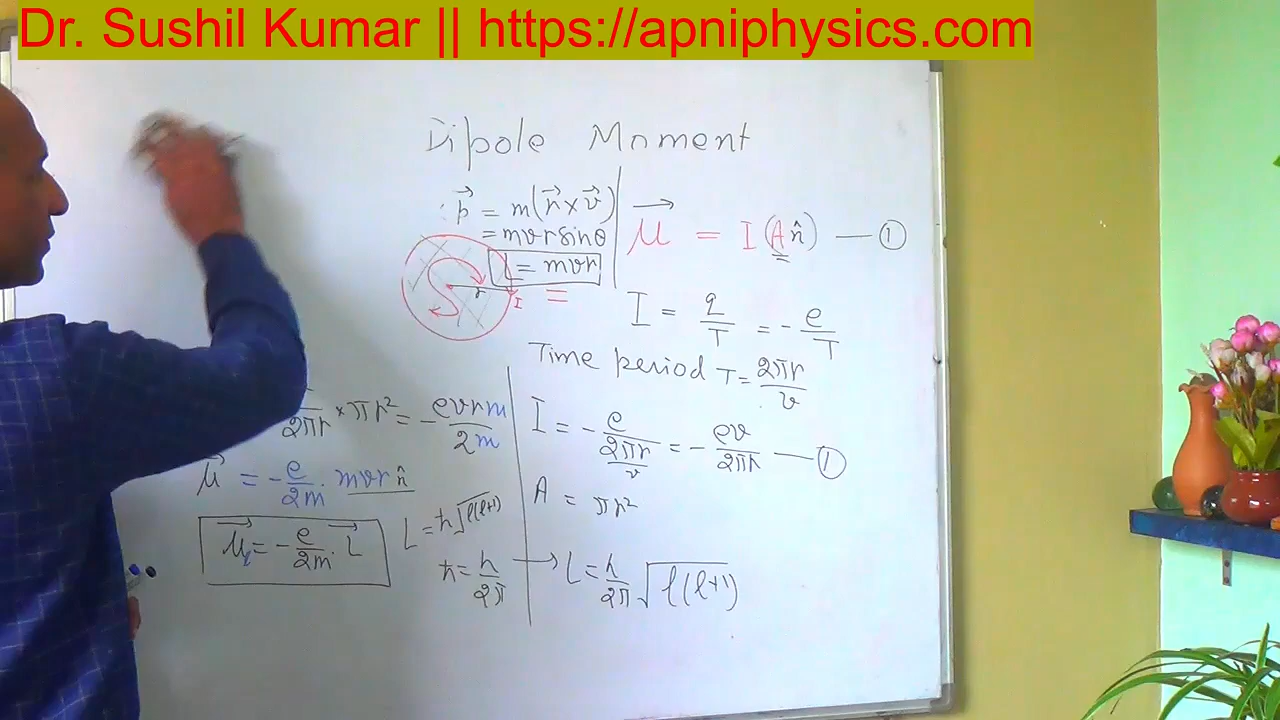 Dr. Sushil Kumar || https://apniphysics.com
Dipole Moment
p⃗ = m(r⃗×v⃗)
= mvr sinθ
L = mvr
r
I
=
μ⃗ = I (A n̂) — ①
I = q/T = - e/T
Time period T = 2πr/v
I = - e/(2πr/v) = - ev/2πr — ①
A = πr²
→ L = h/2π √l(l+1)
2πr × πr² = - evrm/2m
μ⃗ = - e/2m . mvr n̂
μ⃗l = - e/2m . L⃗
L = ħ√l(l+1)
ħ = h/2π